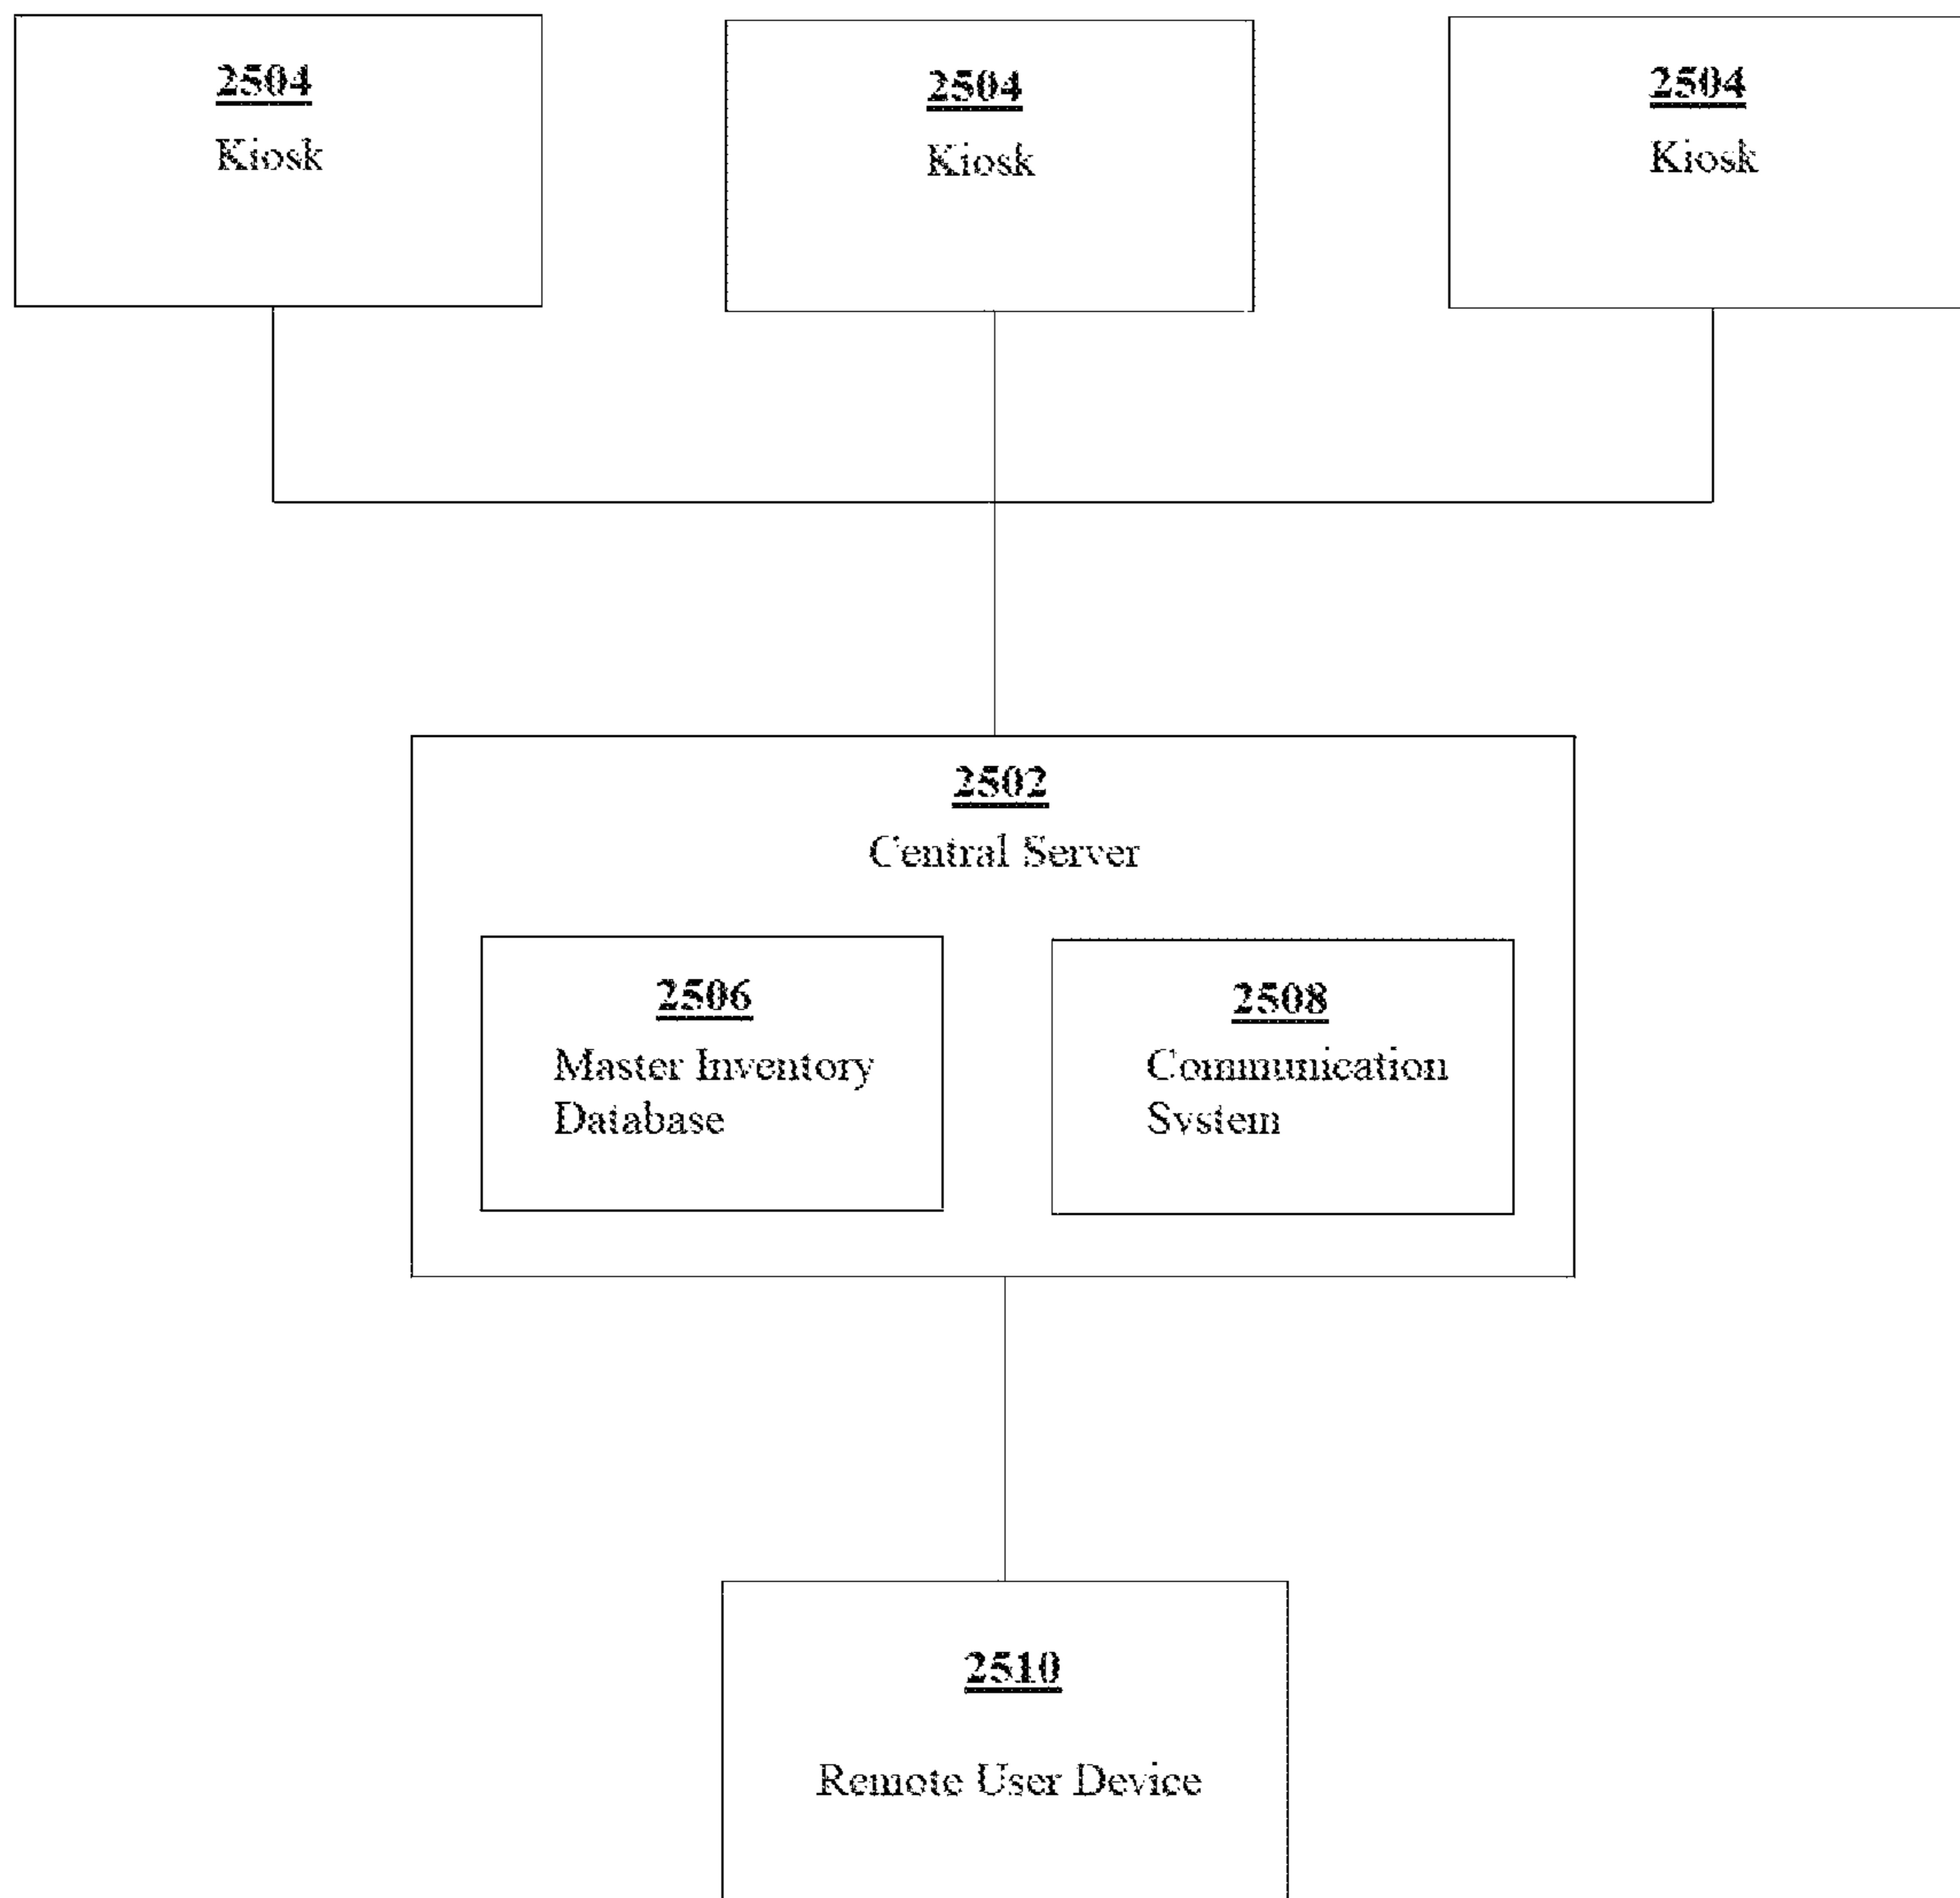 2504
Kiosk
2504
Kiosk
2504
Kiosk
2502
Central Server
2506
Master Inventory
Database
2508
Communication
System
2510
Remote User Device